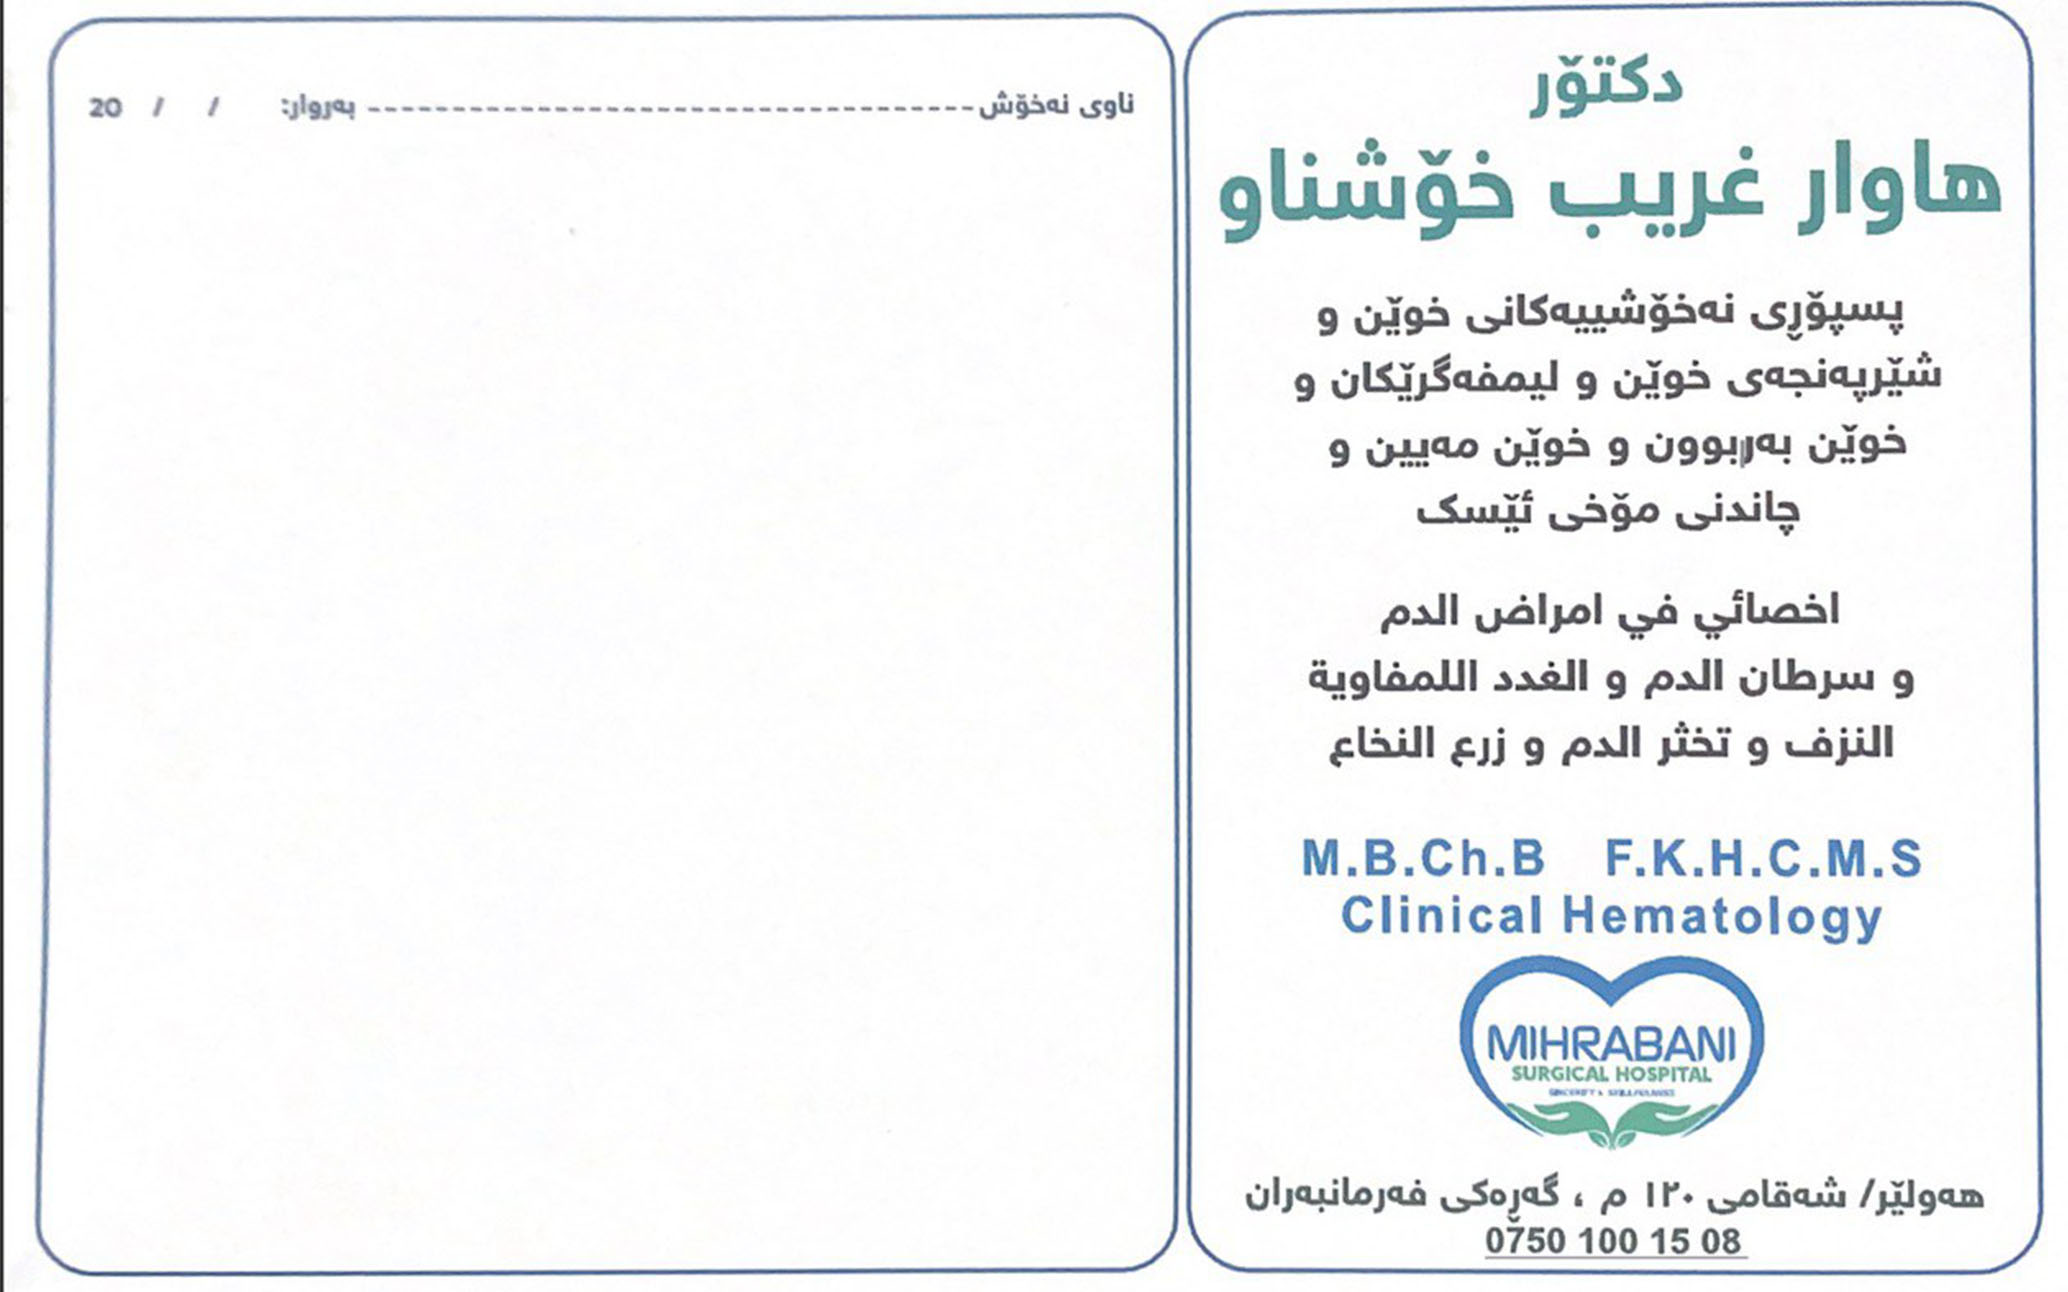 دکتۆر
هاوار غریب خۆشناو
پسپۆڕی نەخۆشییەکانی خوێن و
شێرپەنجەی خوێن و لیمفەگرێکان و
خوێن بەربوون و خوێن مەیین و
چاندنی مۆخی ئێسک
اخصائي في امراض الدم
و سرطان الدم و الغدد اللمفاوية
النزف و تخثر الدم و زرع النخاع
M.B.Ch.B F.K.H.C.M.S
Clinical Hematology
MIHRABANI
SURGICAL HOSPITAL
هەولێر/ شەقامی ١٢٠ م ، گەڕەکی فەرمانبەران
0750 100 15 08
ناوی نەخۆش --------------------------------- بەروار: / / 20